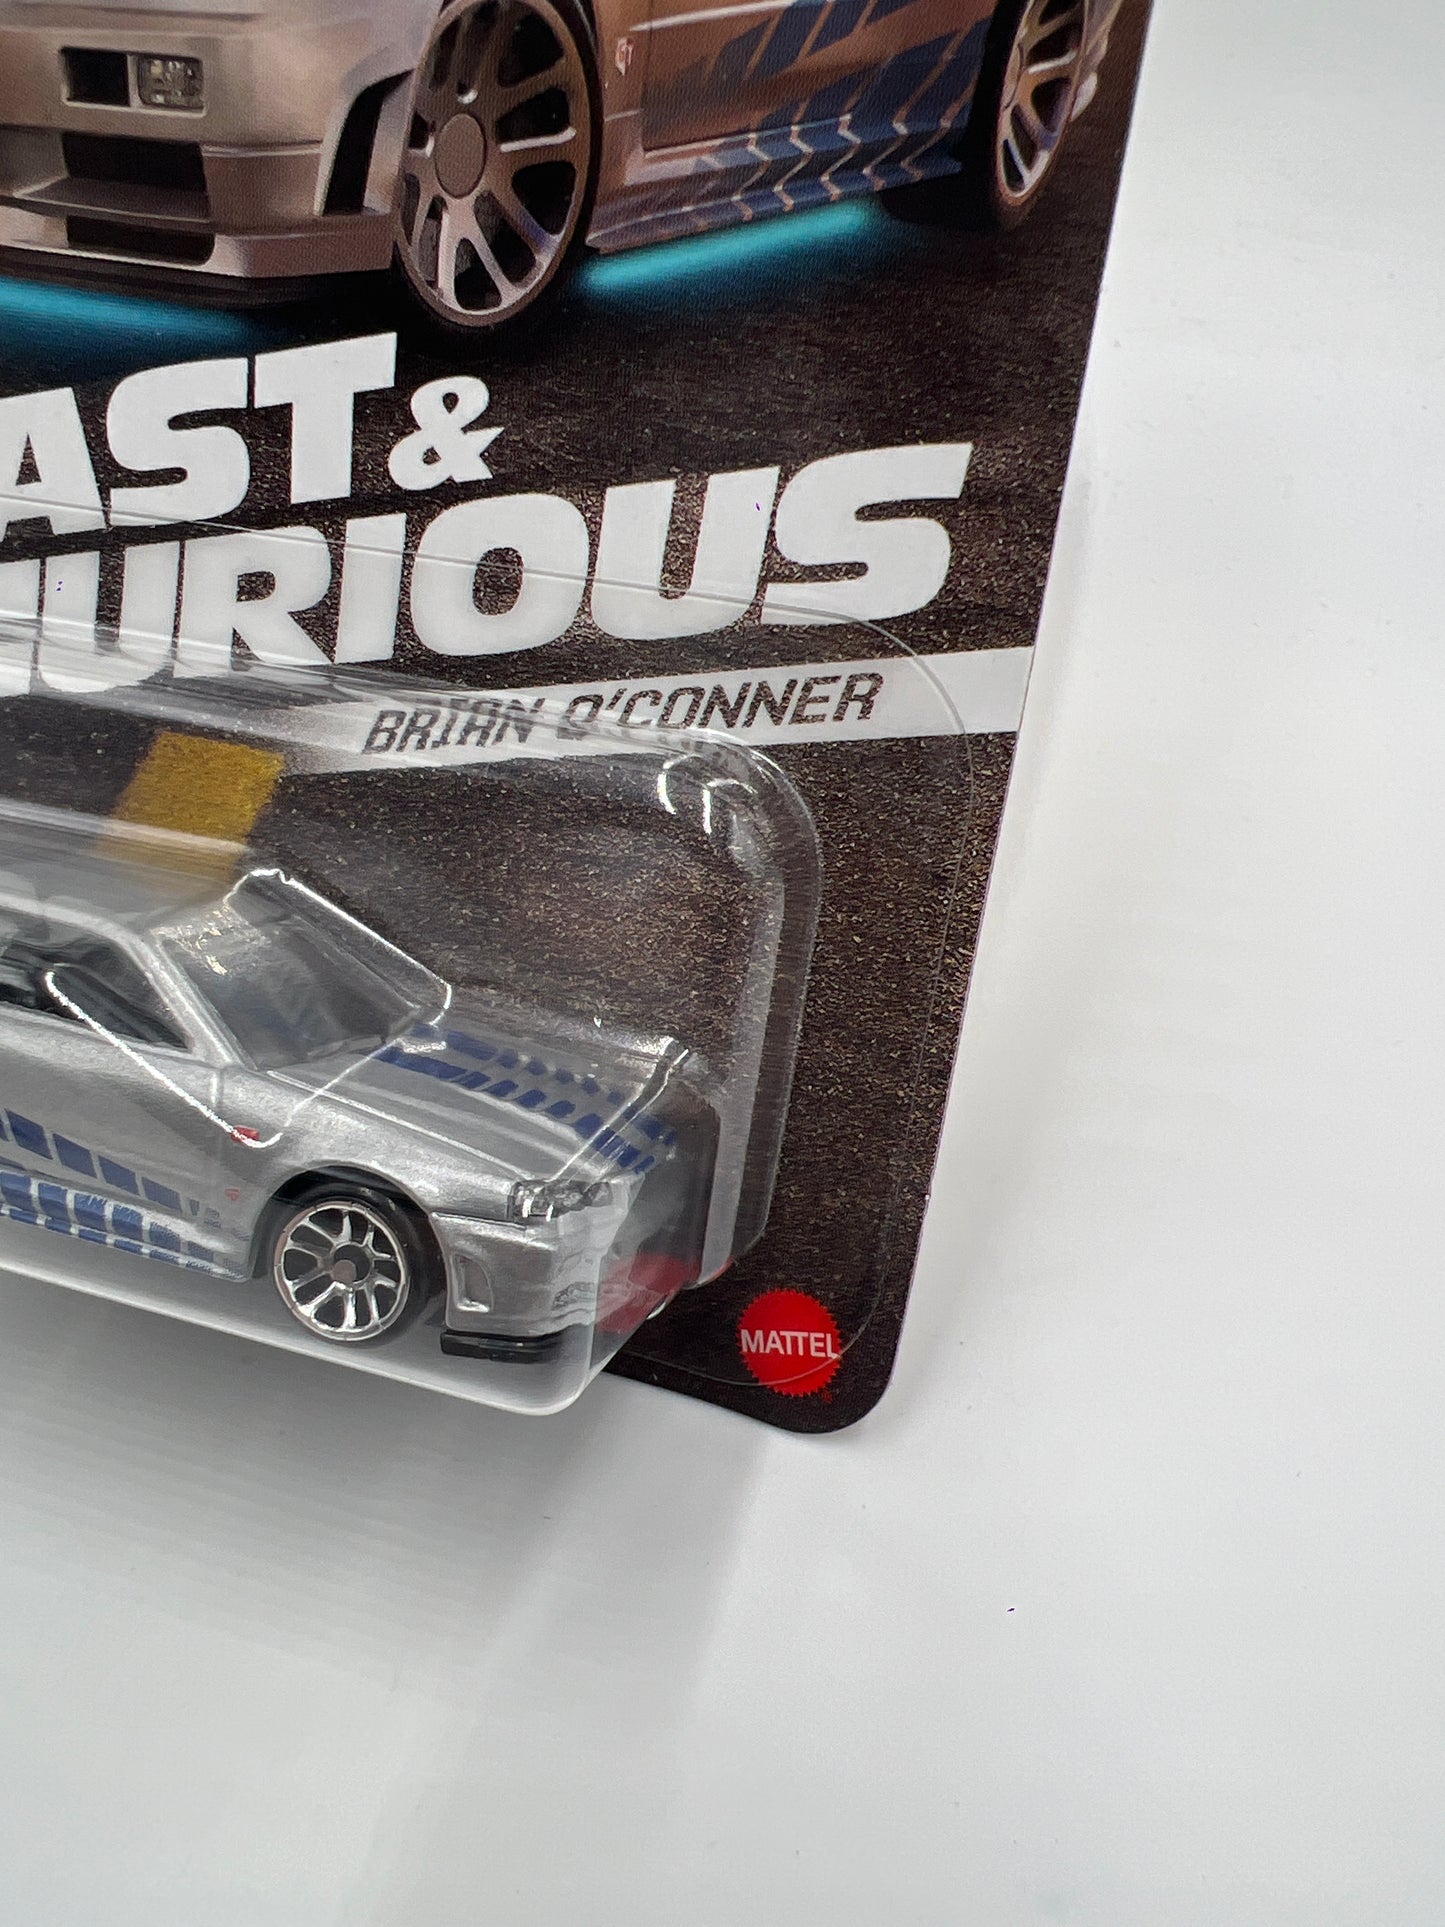 AST &
URIOUS
BRIAN O'CONNER
MATTEL